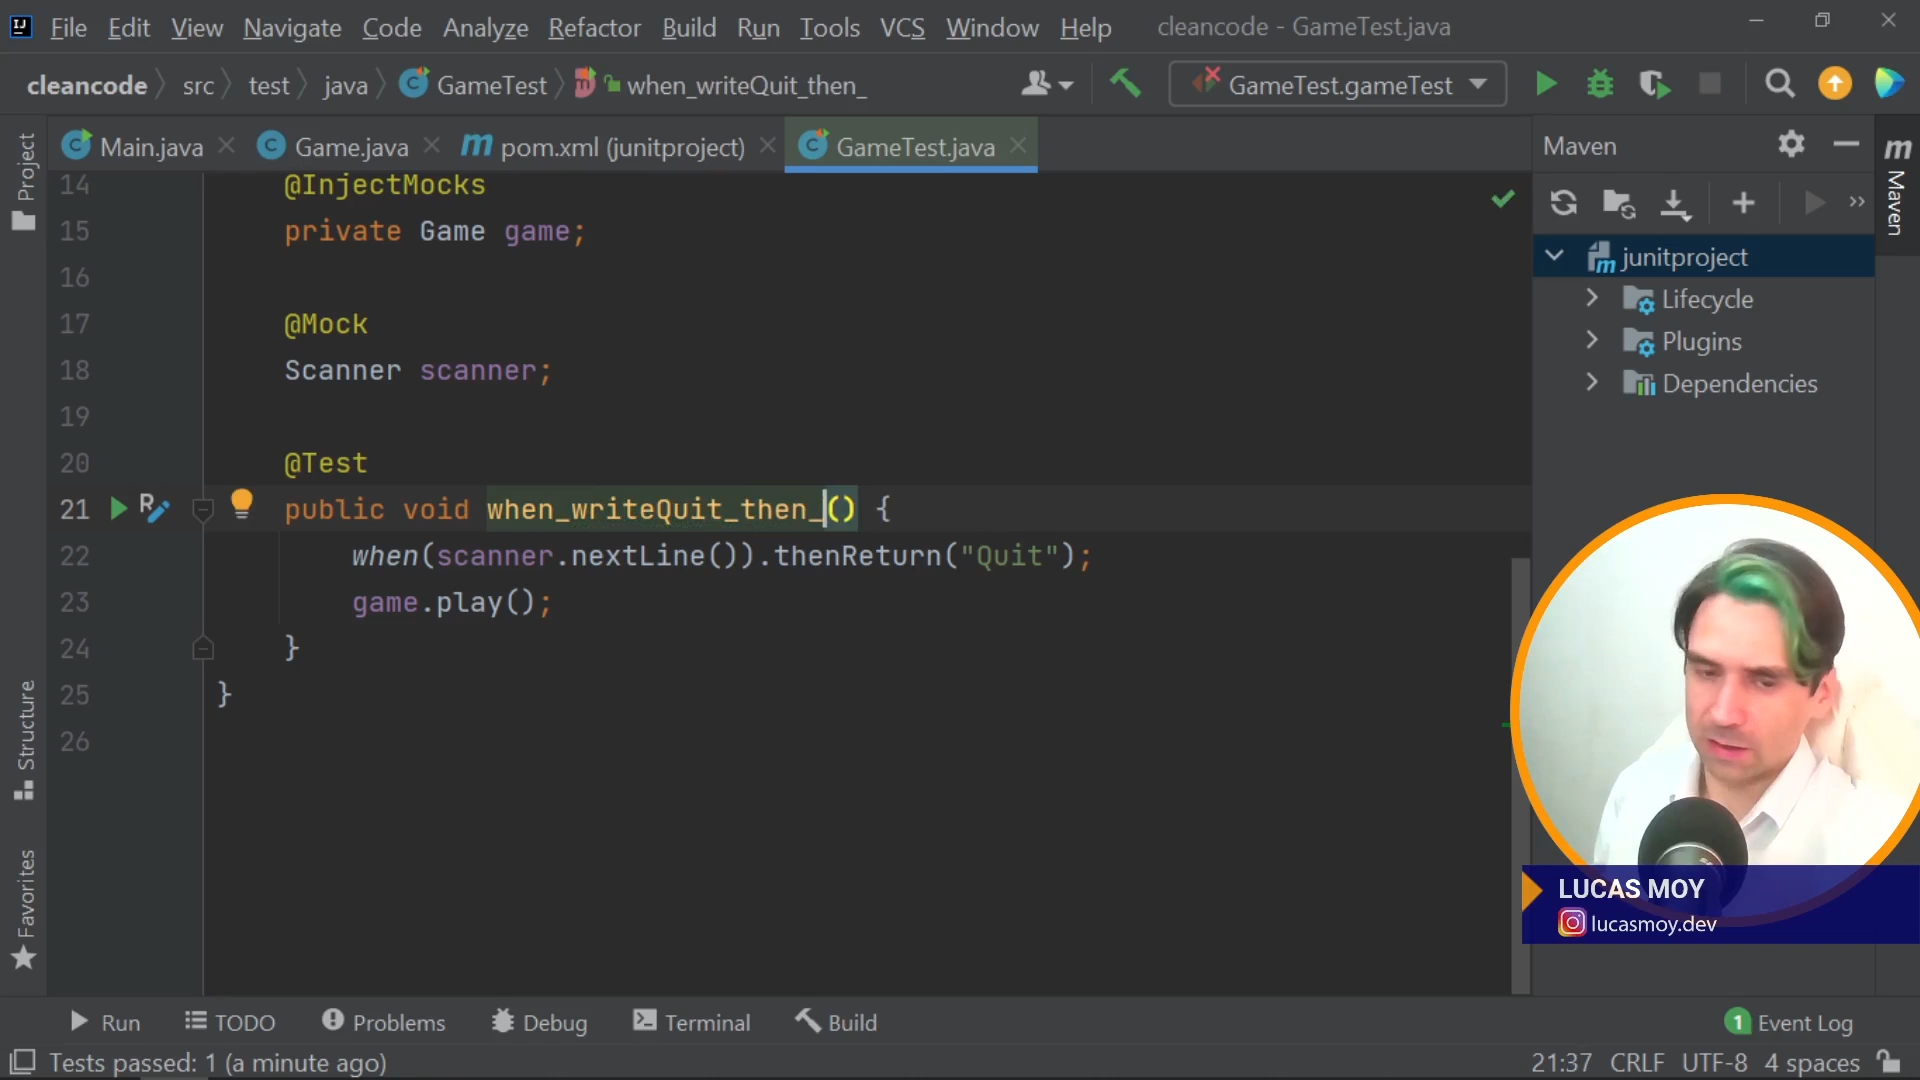 File Edit View Navigate Code Analyze Refactor Build Run Tools VCS Window Help cleancode - GameTest.java
cleancode src test java GameTest when_writeQuit_then_ GameTest.gameTest
Project
Main.java Game.java pom.xml (junitproject) GameTest.java
Maven
Maven
14 @InjectMocks
15 private Game game;
16
17 @Mock
18 Scanner scanner;
19
20 @Test
21 public void when_writeQuit_then_() {
22 when(scanner.nextLine()).thenReturn("Quit");
23 game.play();
24 }
25 }
26
junitproject
Lifecycle
Plugins
Dependencies
Structure
Favorites
LUCAS MOY
lucasmoy.dev
Run TODO Problems Debug Terminal Build 1 Event Log
Tests passed: 1 (a minute ago) 21:37 CRLF UTF-8 4 spaces